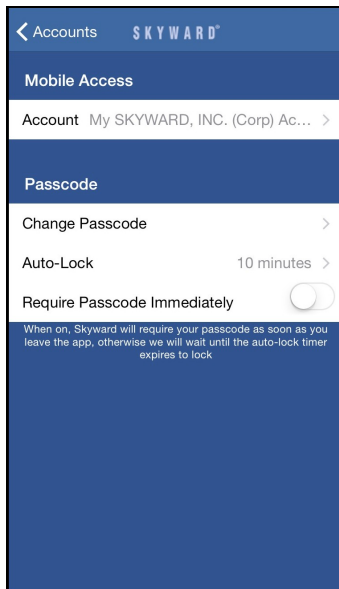 Accounts SKYWARD®
Mobile Access
Account My SKYWARD, INC. (Corp) Ac...
Passcode
Change Passcode
Auto-Lock 10 minutes
Require Passcode Immediately
When on, Skyward will require your passcode as soon as you
leave the app, otherwise we will wait until the auto-lock timer
expires to lock